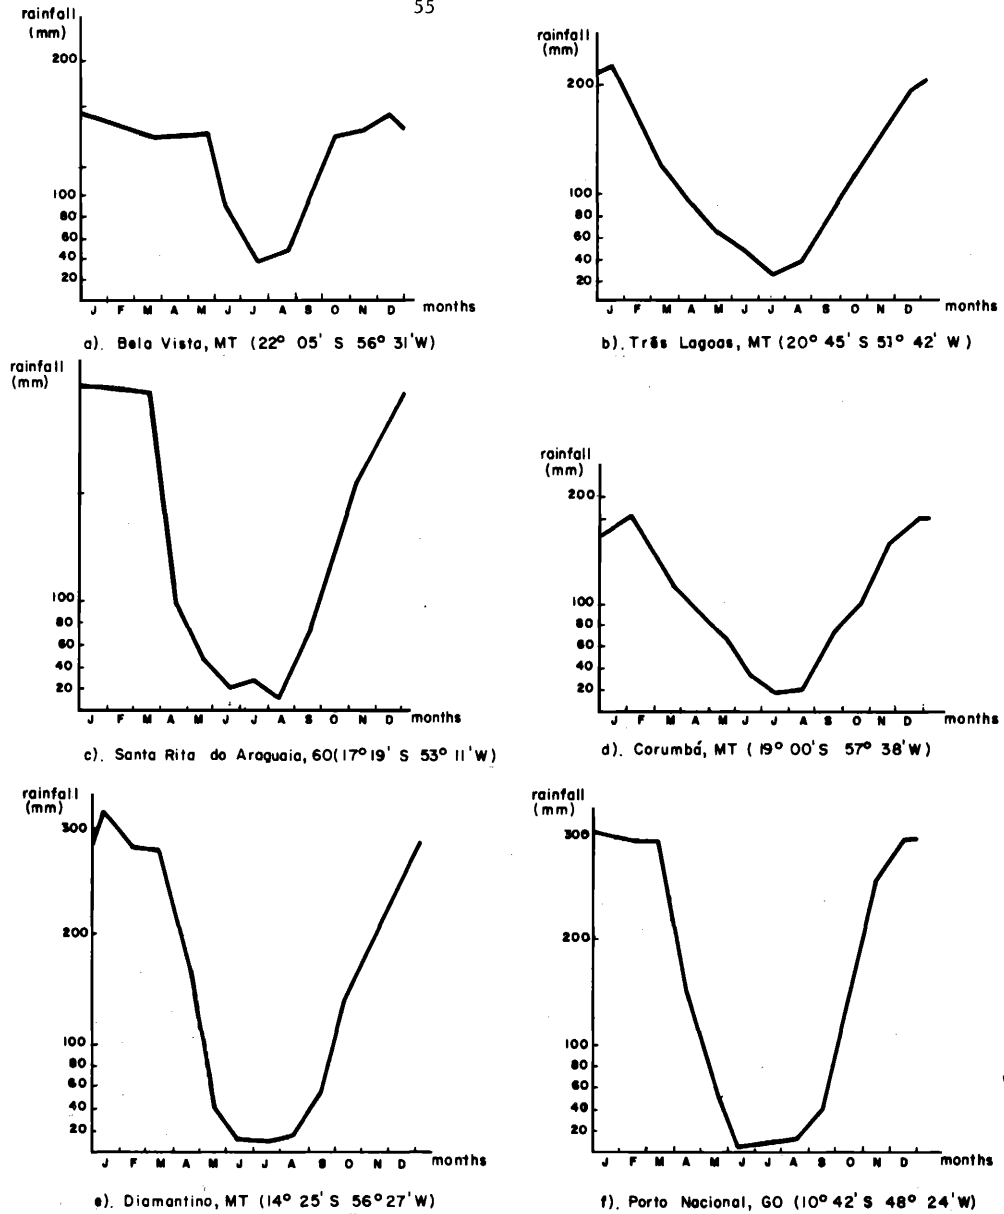 55
rainfall
(mm)
200
100
80
60
40
20
J F M A M J J A S O N D months
a). Bela Vista, MT (22° 05' S 56° 31'W)
rainfall
(mm)
200
100
80
60
40
20
J F M A M J J A S O N D months
b). Três Lagoas, MT (20° 45' S 51° 42' W)
rainfall
(mm)
100
80
60
40
20
J F M A M J J A S O N D months
c). Santa Rita do Araguaia, 60(17° 19' S 53° 11'W)
rainfall
(mm)
200
100
80
60
40
20
J F M A M J J A S O N D months
d). Corumbá, MT (19° 00'S 57° 38'W)
rainfall
(mm)
300
200
100
80
60
40
20
J F M A M J J A S O N D months
e). Diamantino, MT (14° 25' S 56° 27'W)
rainfall
(mm)
300
200
100
80
60
40
20
J F M A M J J A S O N D months
f). Porto Nacional, GO (10° 42'S 48° 24'W)